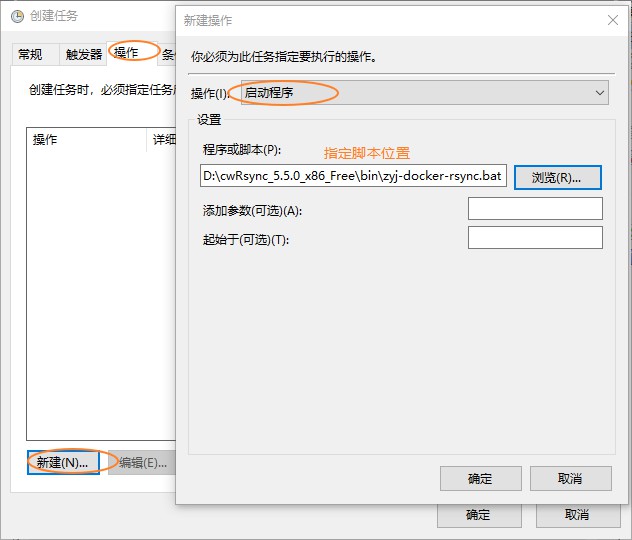 创建任务
常规 触发器 操作 条
创建任务时，必须指定任务
操作 详细
新建(N)... 编辑(E)...
确定 取消
新建操作
你必须为此任务指定要执行的操作。
操作(I): 启动程序
设置
程序或脚本(P): 指定脚本位置
D:\cwRsync_5.5.0_x86_Free\bin\zyj-docker-rsync.bat 浏览(R)...
添加参数(可选)(A):
起始于(可选)(T):
确定 取消